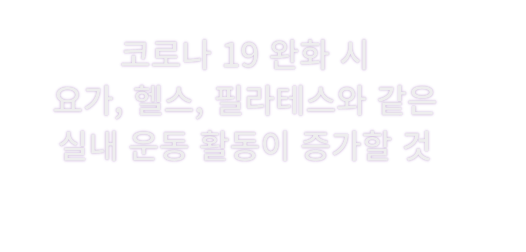 코로나 19 완화 시
요가, 헬스, 필라테스와 같은
실내 운동 활동이 증가할 것